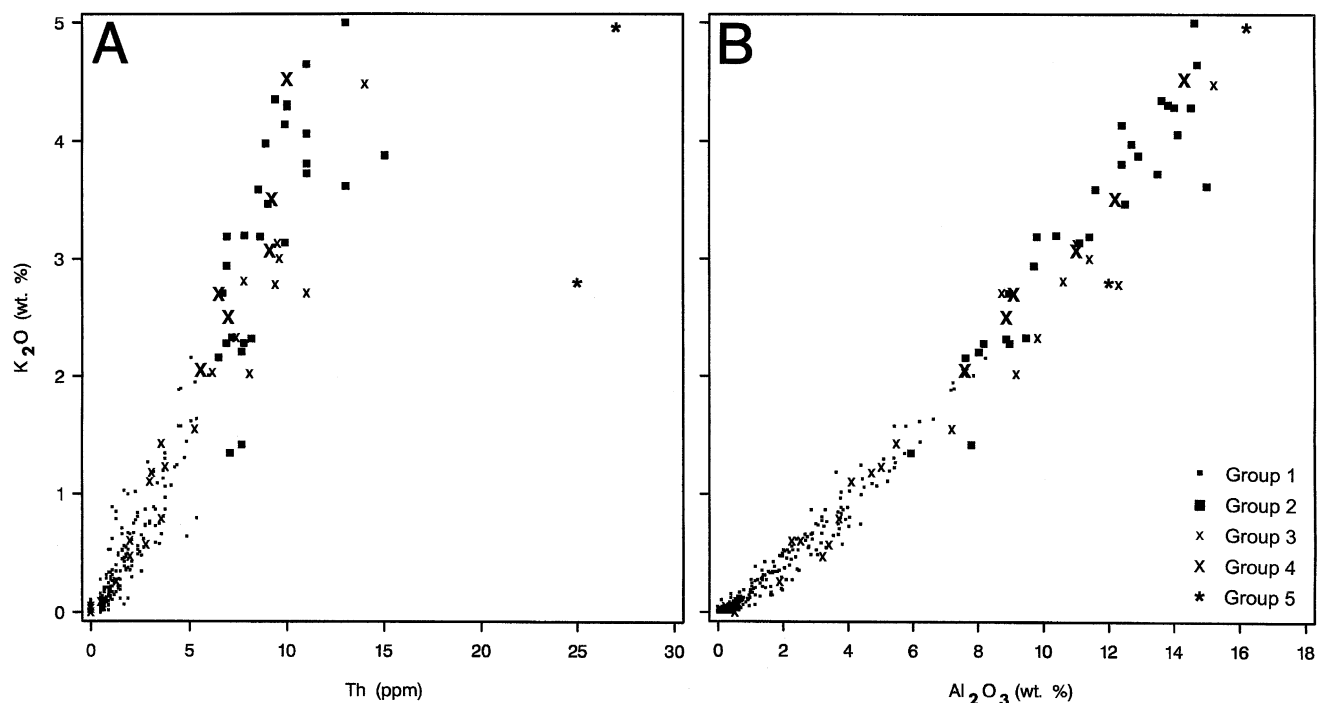 A
B
5
4
3
2
1
0
K2O (wt. %)
0 5 10 15 20 25 30
0 2 4 6 8 10 12 14 16 18
Th (ppm)
Al2O3 (wt. %)
Group 1
Group 2
Group 3
Group 4
Group 5